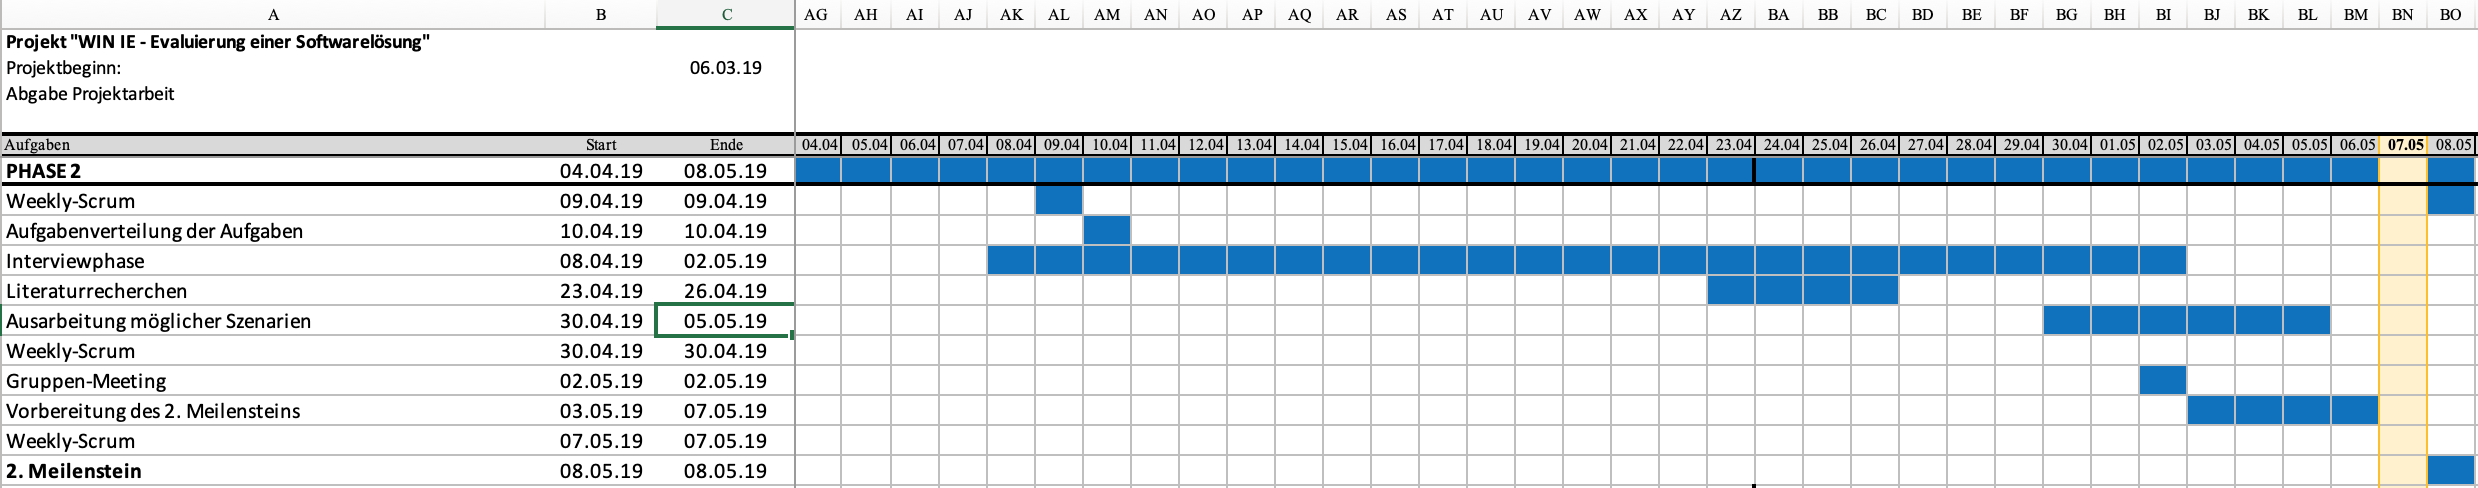 A B C AG AH AI AJ AK AL AM AN AO AP AQ AR AS AT AU AV AW AX AY AZ BA BB BC BD BE BF BG BH BI BJ BK BL BM BN BO
Projekt "WIN IE - Evaluierung einer Softwarelösung"
Projektbeginn: 06.03.19
Abgabe Projektarbeit
Aufgaben Start Ende 04.04 05.04 06.04 07.04 08.04 09.04 10.04 11.04 12.04 13.04 14.04 15.04 16.04 17.04 18.04 19.04 20.04 21.04 22.04 23.04 24.04 25.04 26.04 27.04 28.04 29.04 30.04 01.05 02.05 03.05 04.05 05.05 06.05 07.05 08.05
PHASE 2 04.04.19 08.05.19
Weekly-Scrum 09.04.19 09.04.19
Aufgabenverteilung der Aufgaben 10.04.19 10.04.19
Interviewphase 08.04.19 02.05.19
Literaturrecherchen 23.04.19 26.04.19
Ausarbeitung möglicher Szenarien 30.04.19 05.05.19
Weekly-Scrum 30.04.19 30.04.19
Gruppen-Meeting 02.05.19 02.05.19
Vorbereitung des 2. Meilensteins 03.05.19 07.05.19
Weekly-Scrum 07.05.19 07.05.19
2. Meilenstein 08.05.19 08.05.19